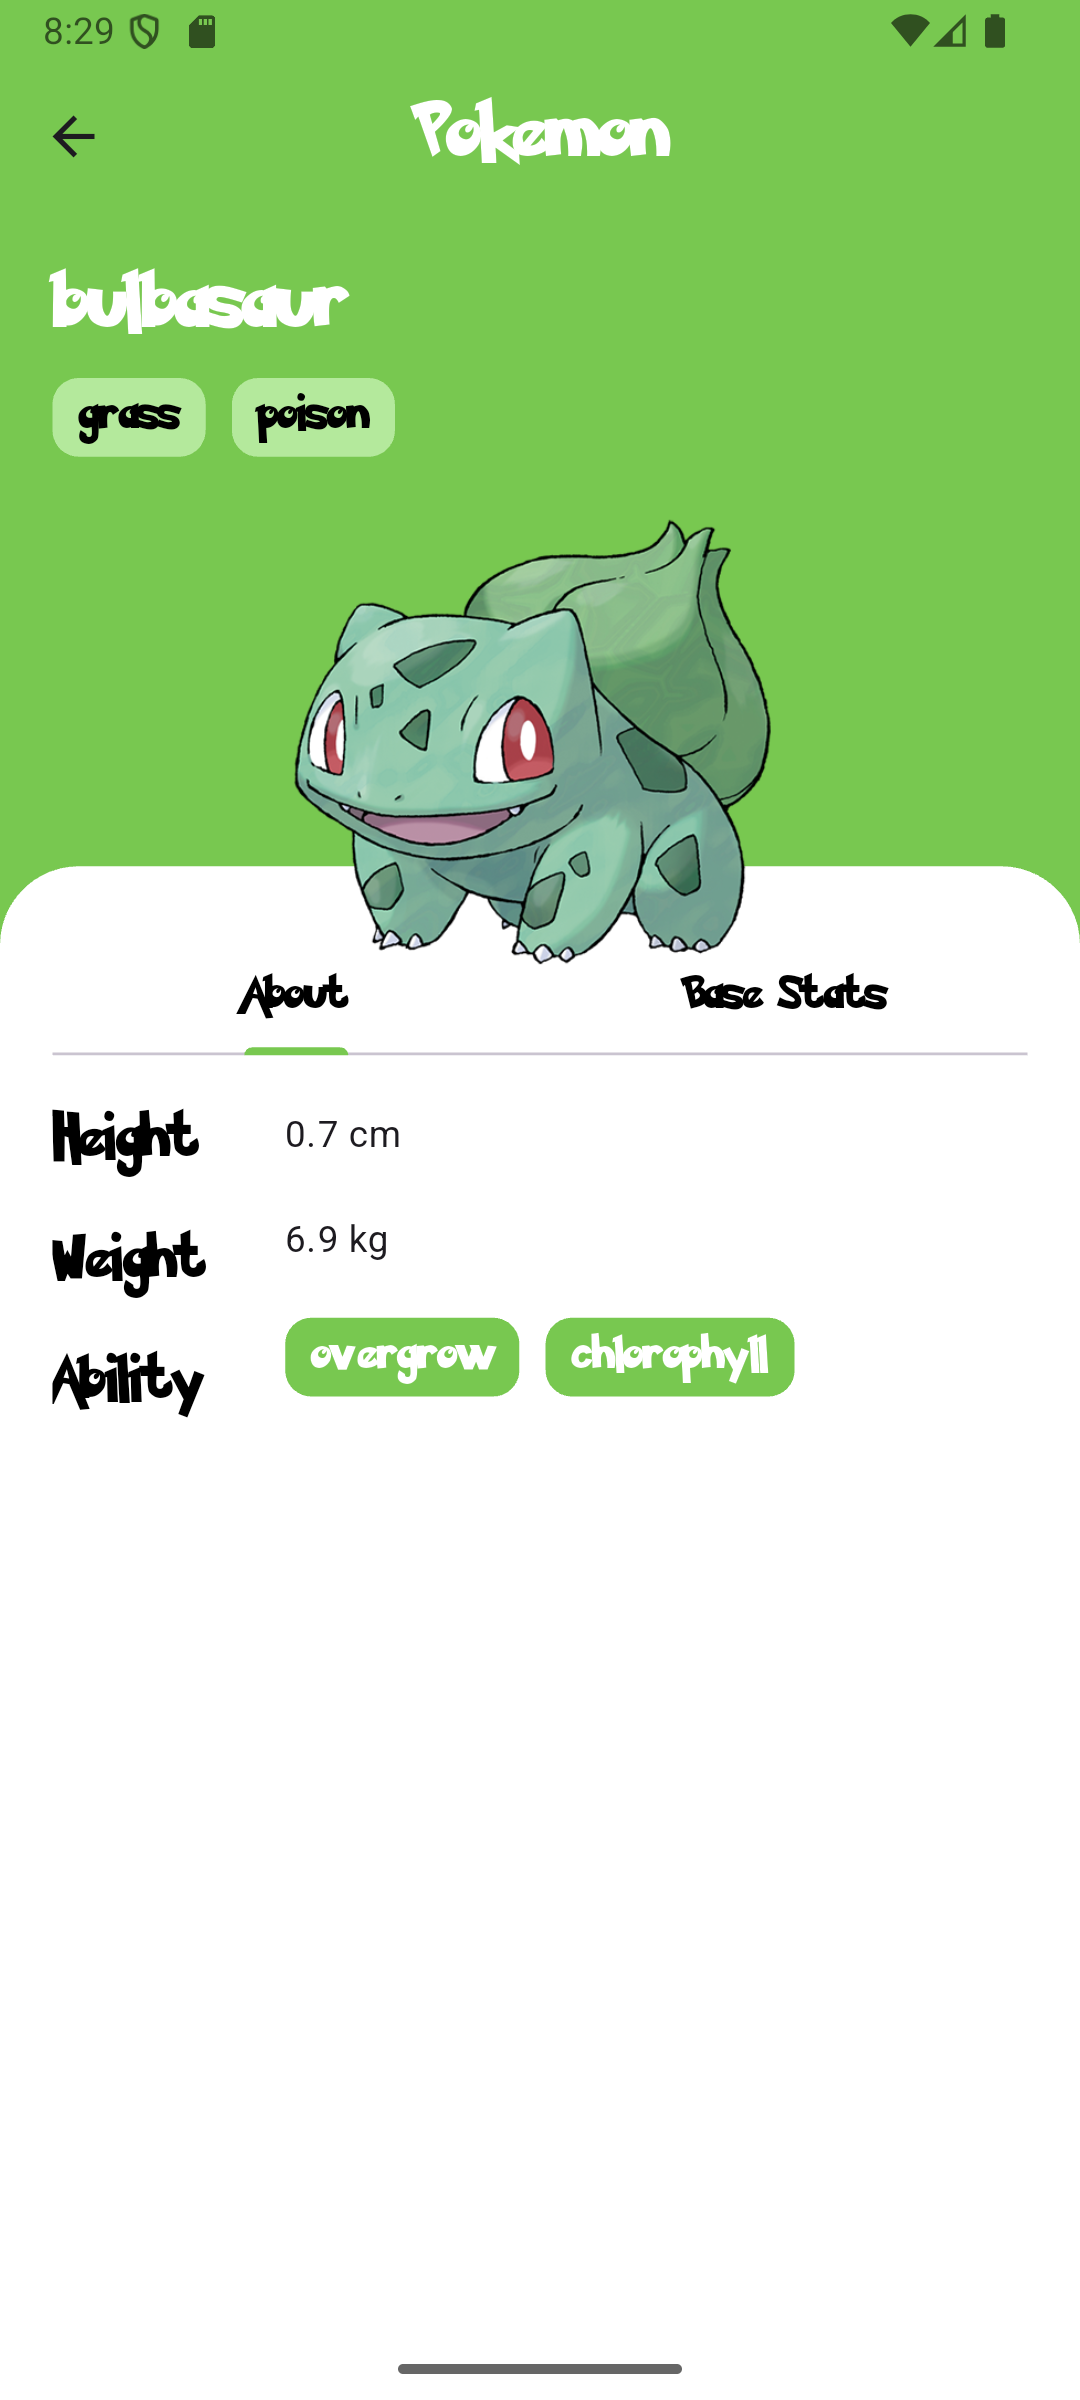 8:29
Pokemon
bulbasaur
grass poison
About Base Stats
Height 0.7 cm
Weight 6.9 kg
Ability overgrow chlorophyll